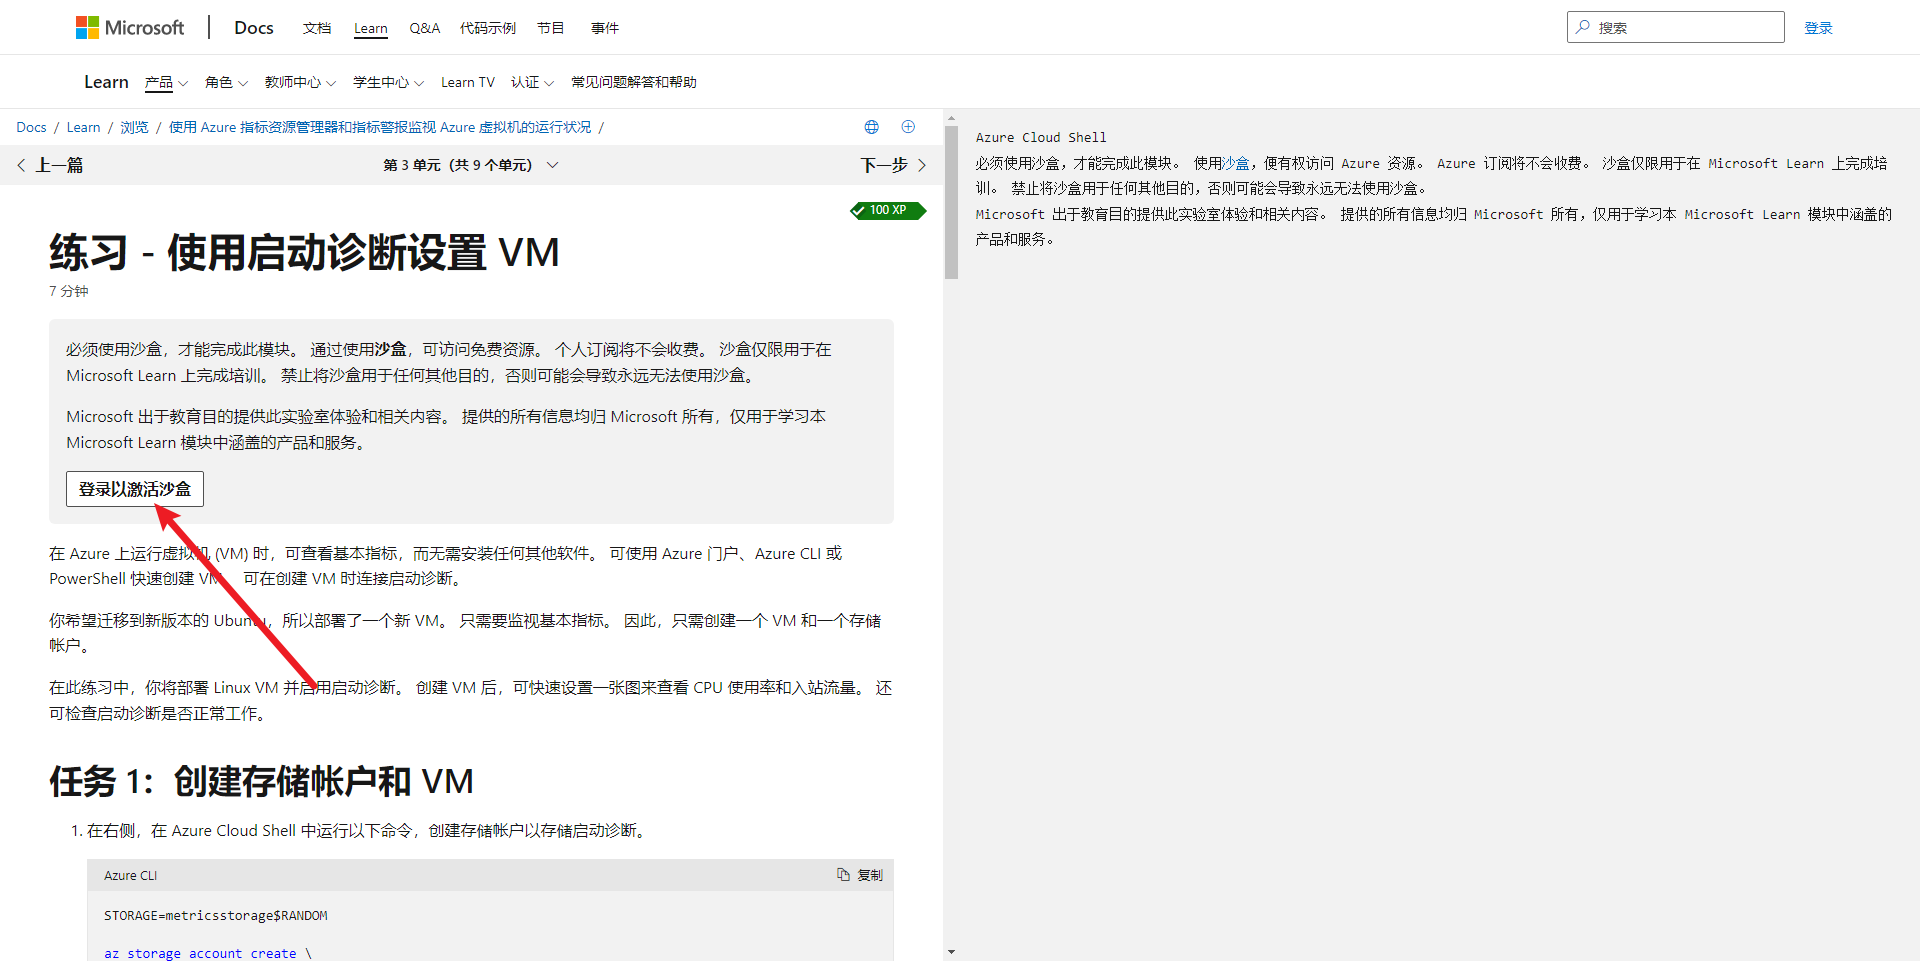 Microsoft Docs 文档 Learn Q&A 代码示例 节目 事件 搜索 登录
Learn 产品 角色 教师中心 学生中心 Learn TV 认证 常见问题解答和帮助
Docs / Learn / 浏览 / 使用 Azure 指标资源管理器和指标警报监视 Azure 虚拟机的运行状况 /
上一篇 第 3 单元（共 9 个单元） 下一步
100 XP
练习 - 使用启动诊断设置 VM
7 分钟
必须使用沙盒，才能完成此模块。 通过使用沙盒，可访问免费资源。 个人订阅将不会收费。 沙盒仅限用于在
Microsoft Learn 上完成培训。 禁止将沙盒用于任何其他目的，否则可能会导致永远无法使用沙盒。
Microsoft 出于教育目的提供此实验室体验和相关内容。 提供的所有信息均归 Microsoft 所有，仅用于学习本
Microsoft Learn 模块中涵盖的产品和服务。
登录以激活沙盒
在 Azure 上运行虚拟机 (VM) 时，可查看基本指标，而无需安装任何其他软件。 可使用 Azure 门户、Azure CLI 或
PowerShell 快速创建 VM。 可在创建 VM 时连接启动诊断。
你希望迁移到新版本的 Ubuntu，所以部署了一个新 VM。 只需要监视基本指标。 因此，只需创建一个 VM 和一个存储
帐户。
在此练习中，你将部署 Linux VM 并启用启动诊断。 创建 VM 后，可快速设置一张图来查看 CPU 使用率和入站流量。 还
可检查启动诊断是否正常工作。
任务 1：创建存储帐户和 VM
1. 在右侧，在 Azure Cloud Shell 中运行以下命令，创建存储帐户以存储启动诊断。
Azure CLI 复制
STORAGE=metricsstorage$RANDOM
az storage account create \
Azure Cloud Shell
必须使用沙盒，才能完成此模块。 使用沙盒，便有权访问 Azure 资源。 Azure 订阅将不会收费。 沙盒仅限用于在 Microsoft Learn 上完成培
训。 禁止将沙盒用于任何其他目的，否则可能会导致永远无法使用沙盒。
Microsoft 出于教育目的提供此实验室体验和相关内容。 提供的所有信息均归 Microsoft 所有，仅用于学习本 Microsoft Learn 模块中涵盖的
产品和服务。